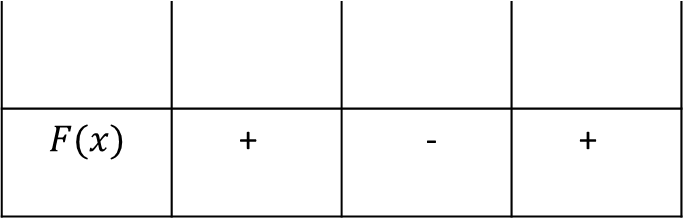 F(x) + - +